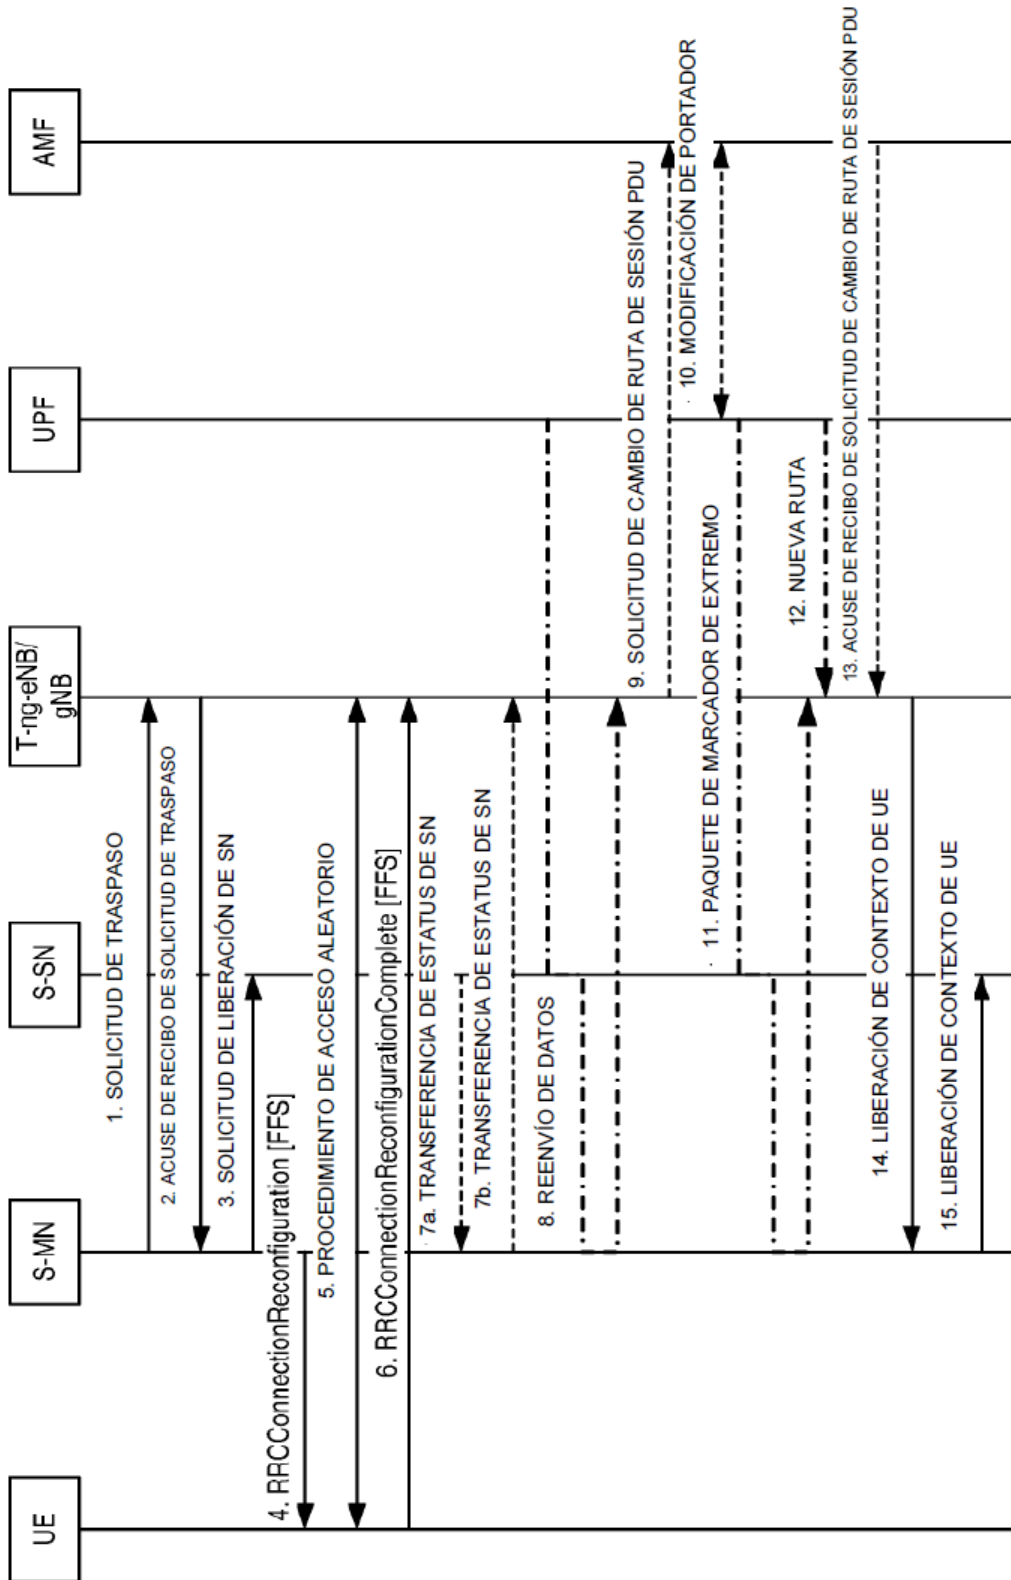 UE
S-MN
S-SN
T-ng-eNB/
gNB
UPF
AMF
1. SOLICITUD DE TRASPASO
2. ACUSE DE RECIBO DE SOLICITUD DE TRASPASO
3. SOLICITUD DE LIBERACIÓN DE SN
4. RRCConnectionReconfiguration [FFS]
5. PROCEDIMIENTO DE ACCESO ALEATORIO
6. RRCConnectionReconfigurationComplete [FFS]
7a. TRANSFERENCIA DE ESTATUS DE SN
7b. TRANSFERENCIA DE ESTATUS DE SN
8. REENVÍO DE DATOS
9. SOLICITUD DE CAMBIO DE RUTA DE SESIÓN PDU
10. MODIFICACIÓN DE PORTADOR
11. PAQUETE DE MARCADOR DE EXTREMO
12. NUEVA RUTA
13. ACUSE DE RECIBO DE SOLICITUD DE CAMBIO DE RUTA DE SESIÓN PDU
14. LIBERACIÓN DE CONTEXTO DE UE
15. LIBERACIÓN DE CONTEXTO DE UE